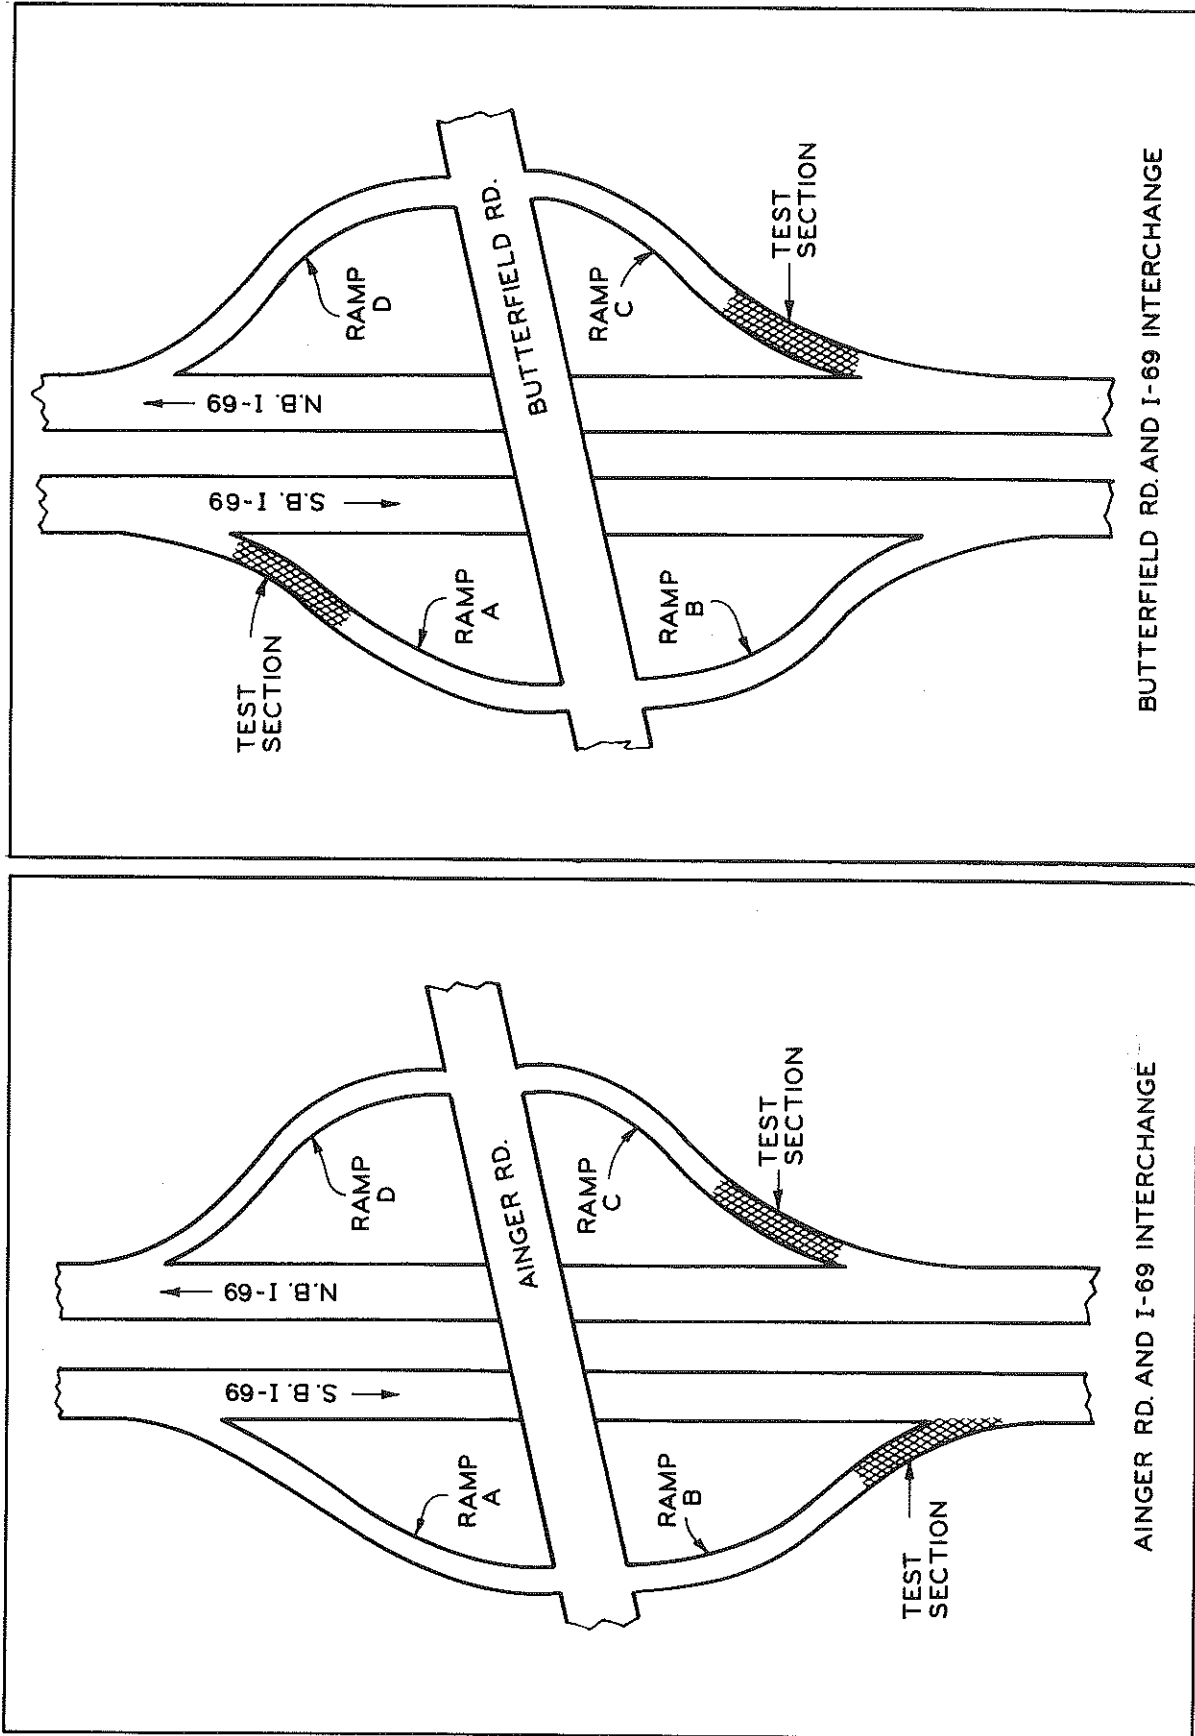 N.B. I-69
S.B. I-69
RAMP
D
BUTTERFIELD RD.
RAMP
C
TEST
SECTION
TEST
SECTION
RAMP
A
RAMP
B
BUTTERFIELD RD. AND I-69 INTERCHANGE
N.B. I-69
S.B. I-69
RAMP
D
AINGER RD.
RAMP
C
TEST
SECTION
RAMP
A
RAMP
B
TEST
SECTION
AINGER RD. AND I-69 INTERCHANGE